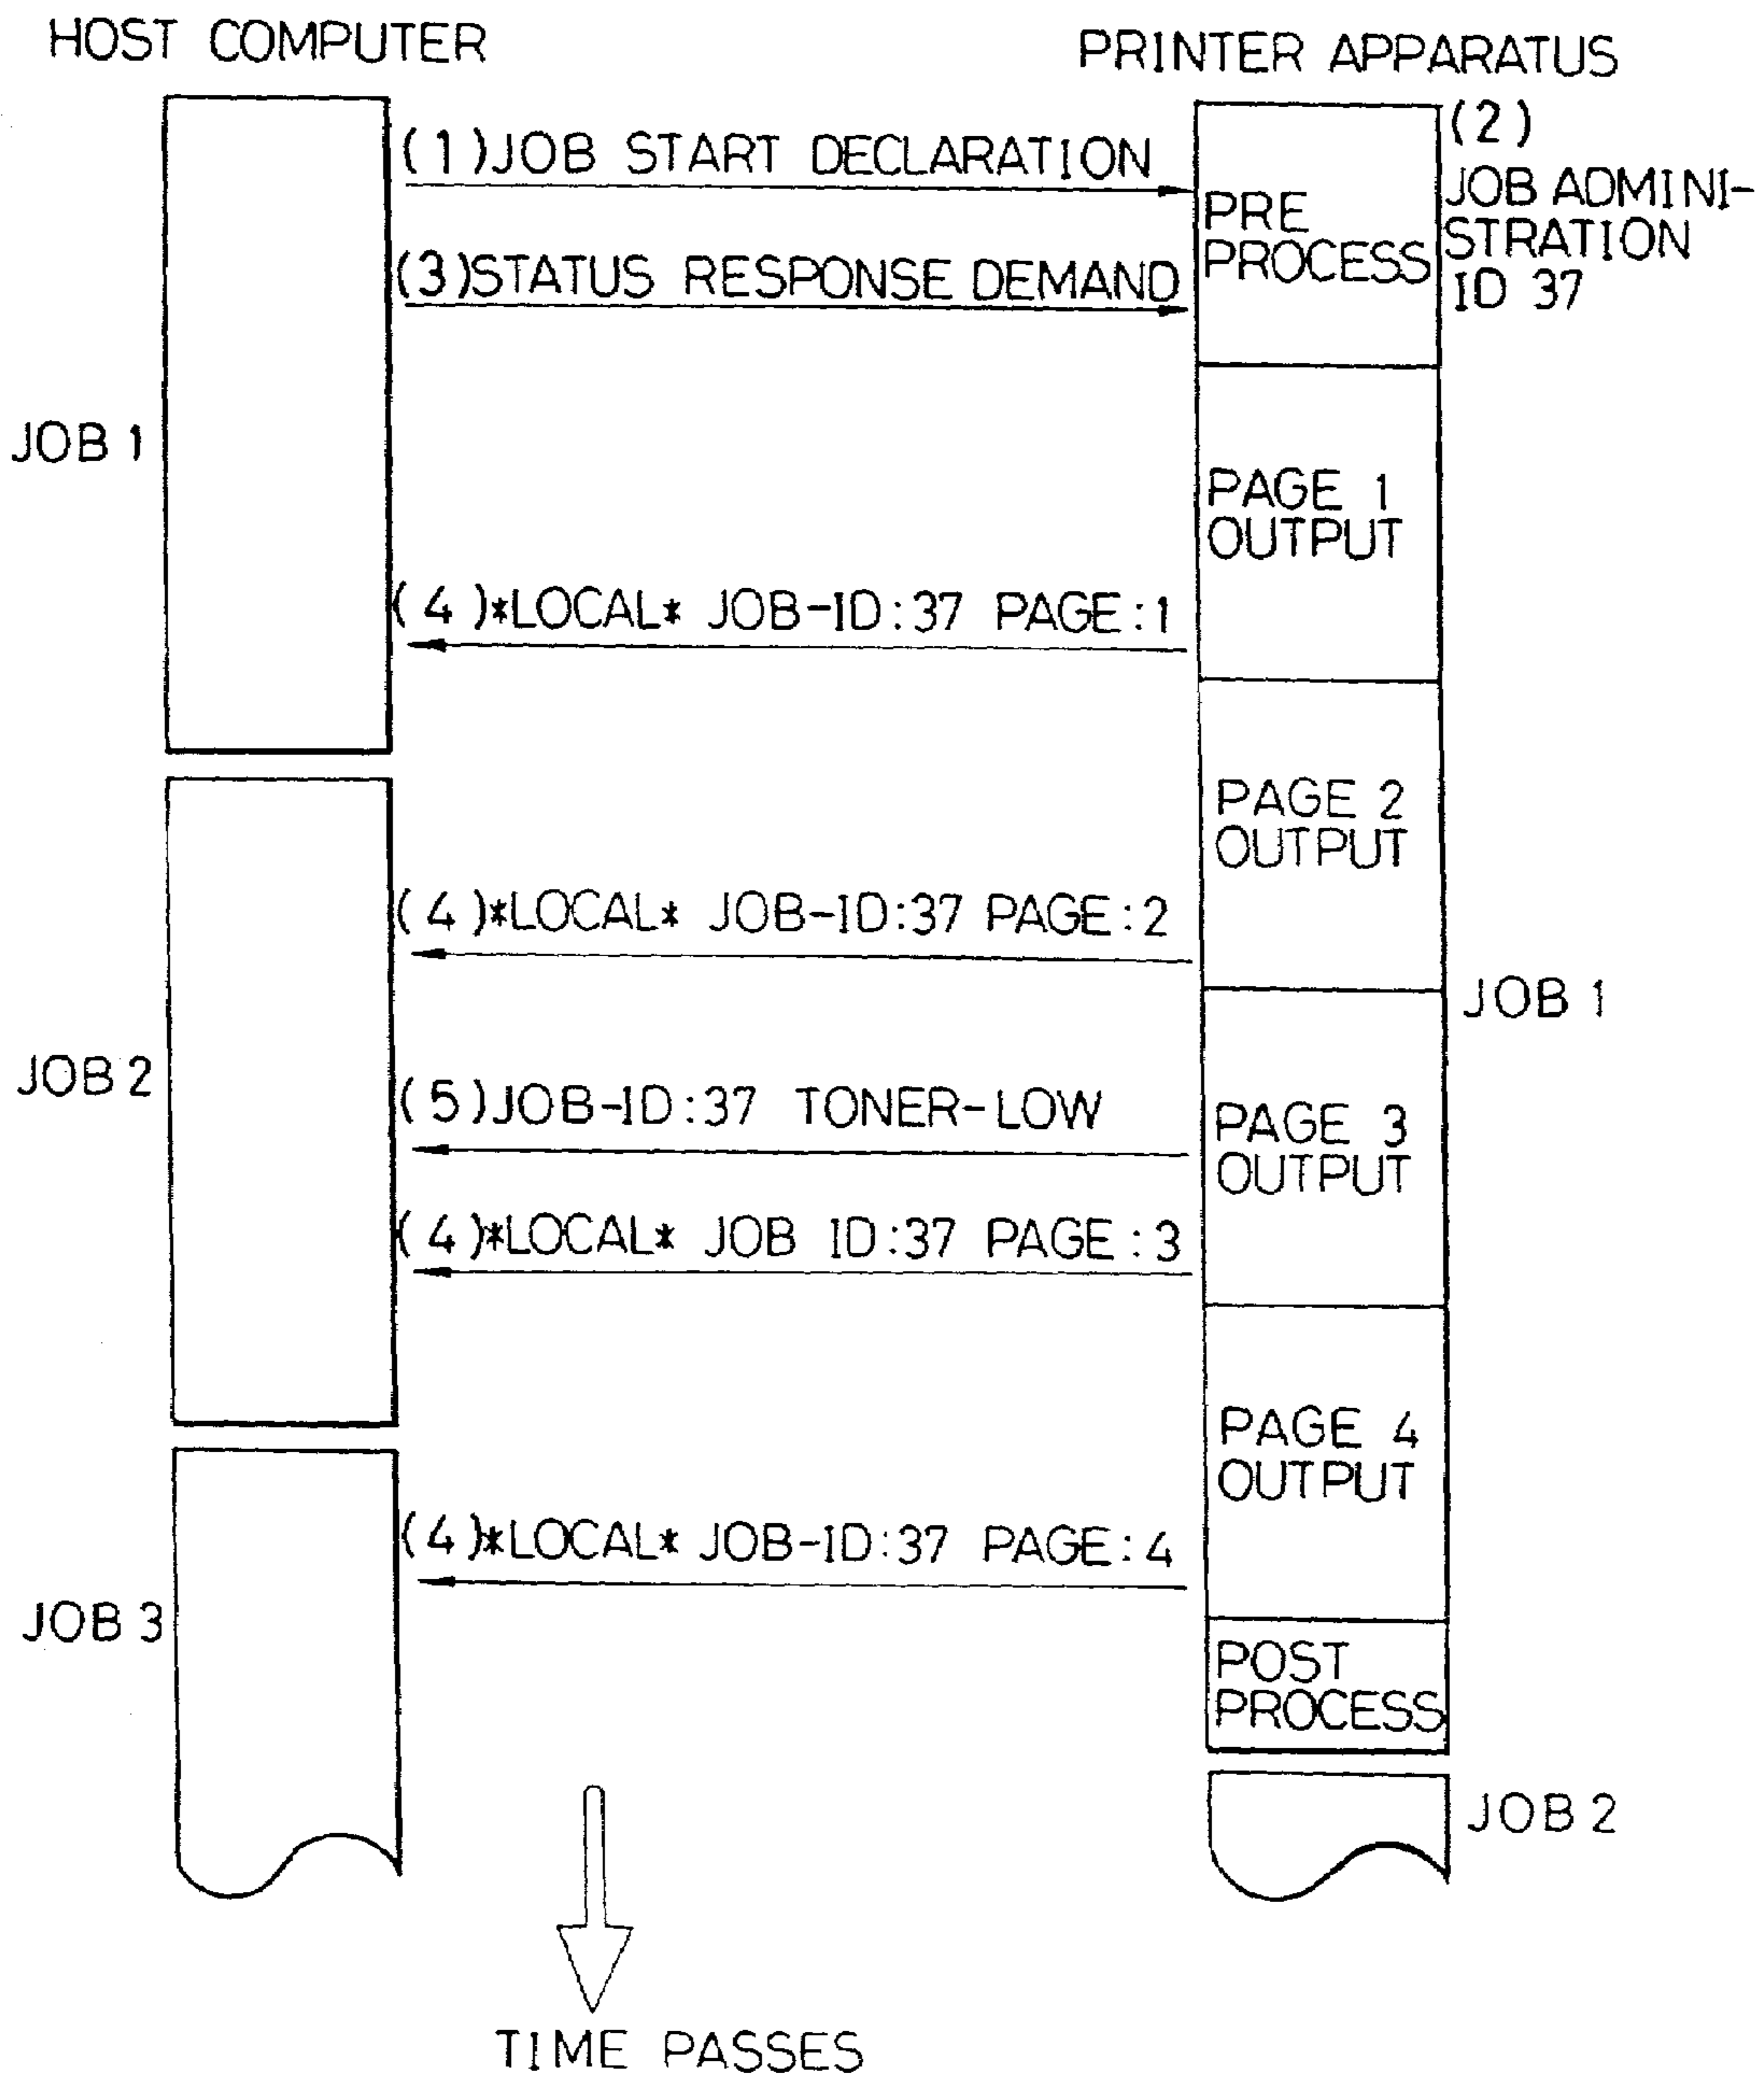 HOST COMPUTER
PRINTER APPARATUS
(1)JOB START DECLARATION
(2)
JOB ADMINI-
STRATION
ID 37
PRE
PROCESS
(3)STATUS RESPONSE DEMAND
JOB 1
PAGE 1
OUTPUT
(4)*LOCAL* JOB-ID:37 PAGE:1
PAGE 2
OUTPUT
(4)*LOCAL* JOB-ID:37 PAGE:2
JOB 1
JOB 2
(5)JOB-ID:37 TONER-LOW
PAGE 3
OUTPUT
(4)*LOCAL* JOB ID:37 PAGE:3
PAGE 4
OUTPUT
(4)*LOCAL* JOB-ID:37 PAGE:4
JOB 3
POST
PROCESS
JOB 2
TIME PASSES